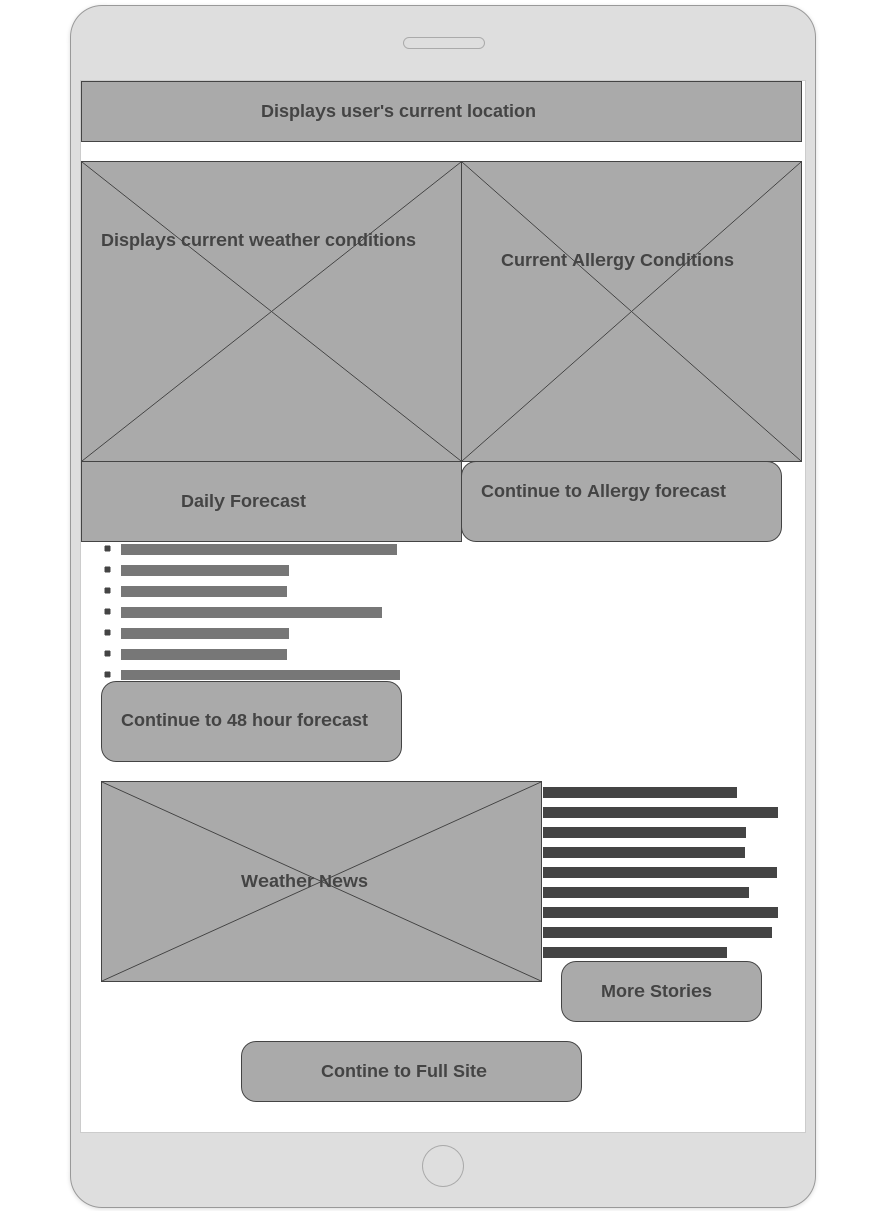 Displays user's current location
Displays current weather conditions
Current Allergy Conditions
Daily Forecast
Continue to Allergy forecast
Continue to 48 hour forecast
Weather News
More Stories
Contine to Full Site